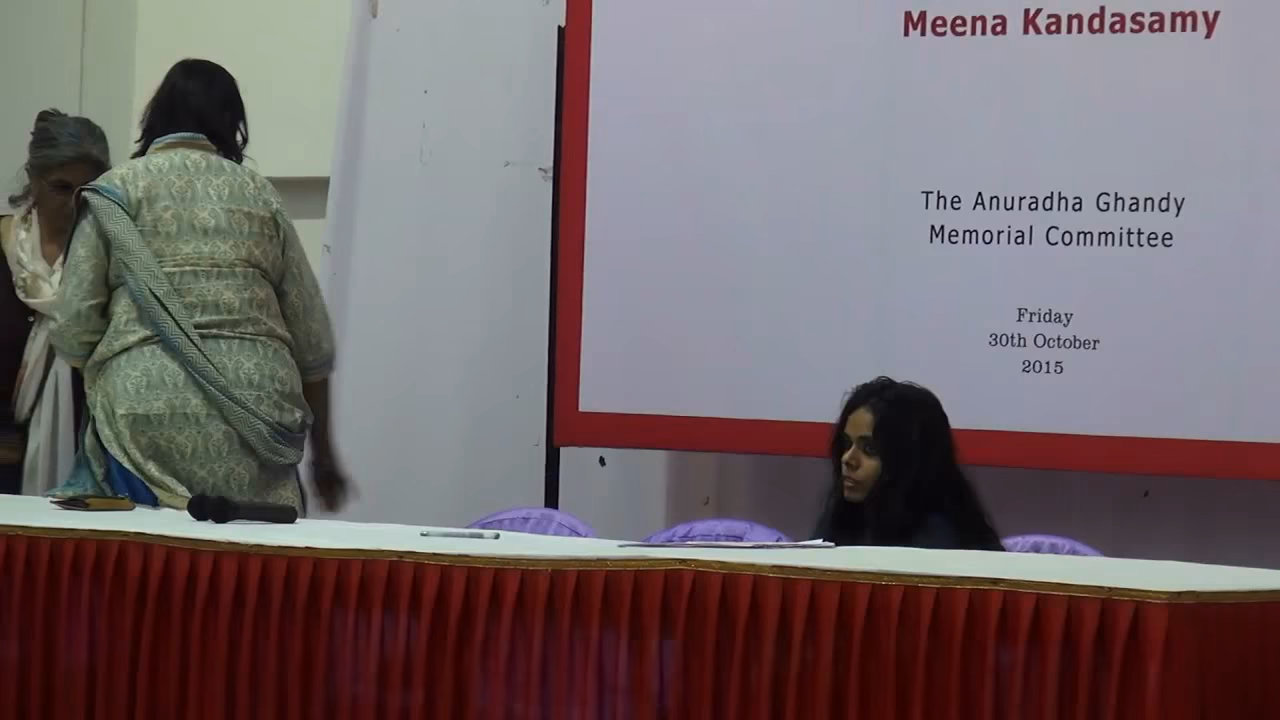 Meena Kandasamy
The Anuradha Ghandy
Memorial Committee
Friday
30th October
2015